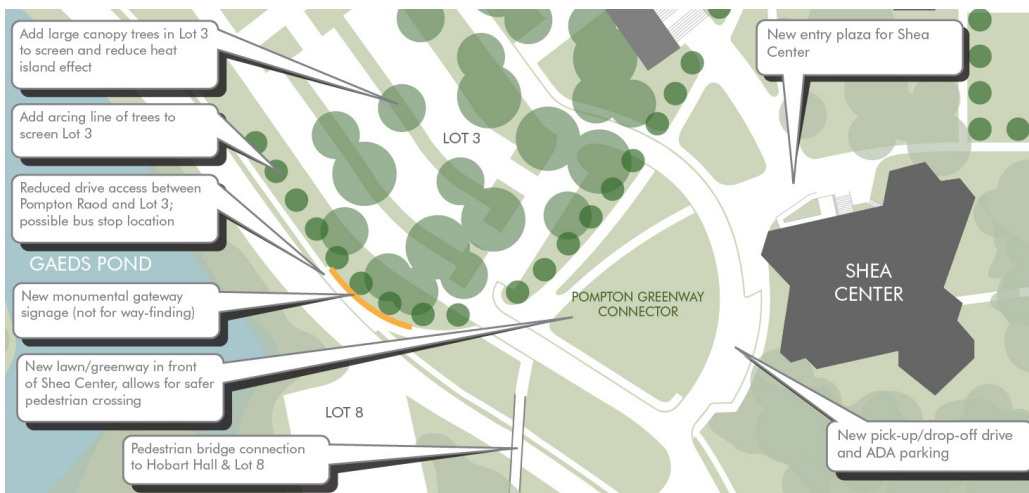 Add large canopy trees in Lot 3
to screen and reduce heat
island effect
Add arcing line of trees to
screen Lot 3
Reduced drive access between
Pompton Raod and Lot 3;
possible bus stop location
GAEDS POND
New monumental gateway
signage (not for way-finding)
New lawn/greenway in front
of Shea Center, allows for safer
pedestrian crossing
Pedestrian bridge connection
to Hobart Hall & Lot 8
LOT 3
LOT 8
POMPTON GREENWAY
CONNECTOR
New entry plaza for Shea
Center
SHEA
CENTER
New pick-up/drop-off drive
and ADA parking